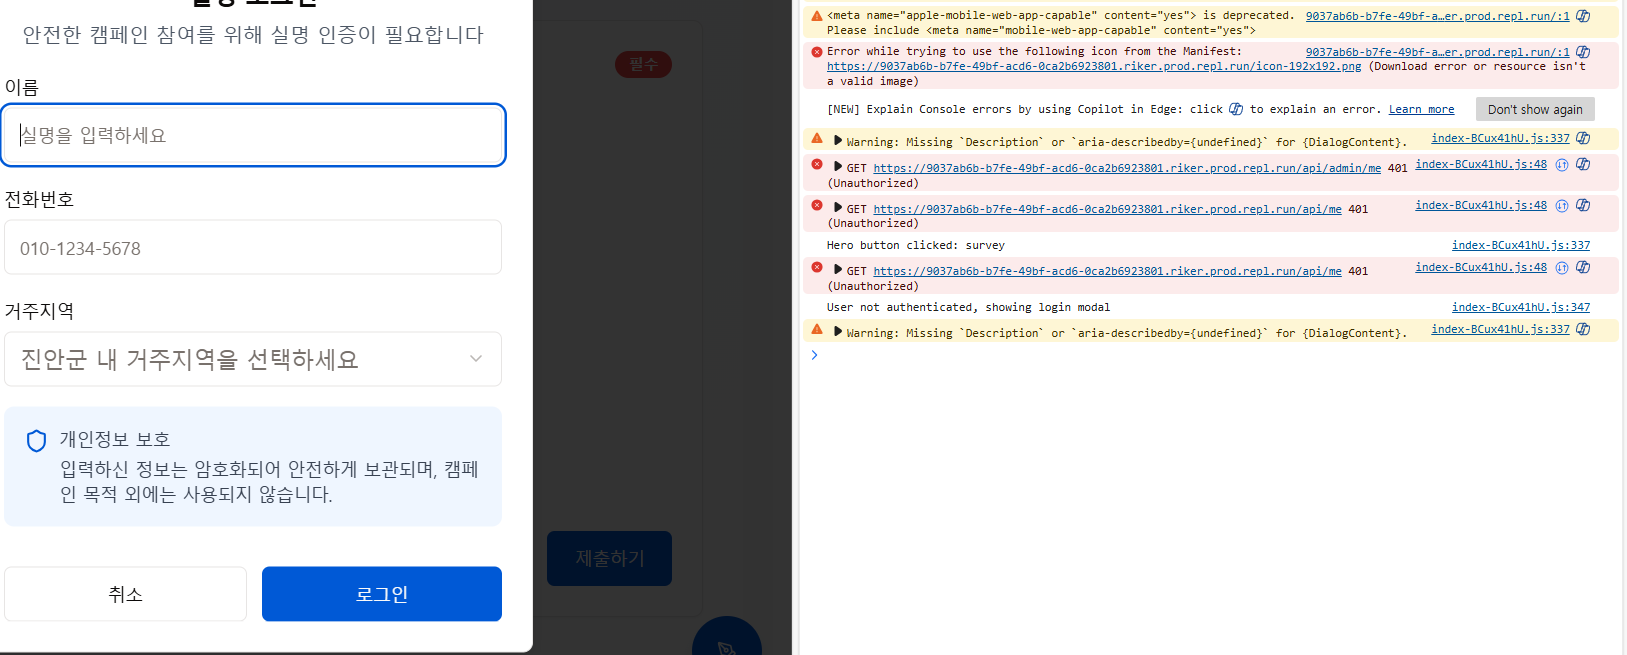 안전한 캠페인 참여를 위해 실명 인증이 필요합니다
필수
이름
실명을 입력하세요
전화번호
010-1234-5678
거주지역
진안군 내 거주지역을 선택하세요
개인정보 보호
입력하신 정보는 암호화되어 안전하게 보관되며, 캠페
인 목적 외에는 사용되지 않습니다.
취소
로그인
제출하기
<meta name="apple-mobile-web-app-capable" content="yes"> is deprecated. 9037ab6b-b7fe-49bf-a…er.prod.repl.run/:1
Please include <meta name="mobile-web-app-capable" content="yes">
Error while trying to use the following icon from the Manifest: 9037ab6b-b7fe-49bf-a…er.prod.repl.run/:1
https://9037ab6b-b7fe-49bf-acd6-0ca2b6923801.riker.prod.repl.run/icon-192x192.png (Download error or resource isn't
a valid image)
[NEW] Explain Console errors by using Copilot in Edge: click to explain an error. Learn more Don't show again
Warning: Missing `Description` or `aria-describedby={undefined}` for {DialogContent}. index-BCux41hU.js:337
GET https://9037ab6b-b7fe-49bf-acd6-0ca2b6923801.riker.prod.repl.run/api/admin/me 401 index-BCux41hU.js:48
(Unauthorized)
GET https://9037ab6b-b7fe-49bf-acd6-0ca2b6923801.riker.prod.repl.run/api/me 401 index-BCux41hU.js:48
(Unauthorized)
Hero button clicked: survey index-BCux41hU.js:337
GET https://9037ab6b-b7fe-49bf-acd6-0ca2b6923801.riker.prod.repl.run/api/me 401 index-BCux41hU.js:48
(Unauthorized)
User not authenticated, showing login modal index-BCux41hU.js:347
Warning: Missing `Description` or `aria-describedby={undefined}` for {DialogContent}. index-BCux41hU.js:337